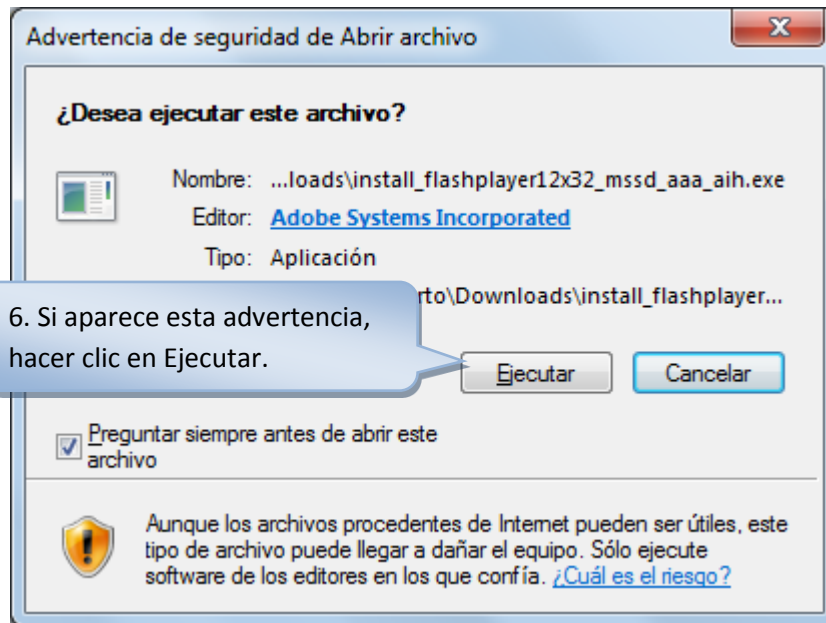 Advertencia de seguridad de Abrir archivo
¿Desea ejecutar este archivo?
Nombre: ...loads\install_flashplayer12x32_mssd_aaa_aih.exe
Editor: Adobe Systems Incorporated
Tipo: Aplicación
rto\Downloads\install_flashplayer...
6. Si aparece esta advertencia,
hacer clic en Ejecutar.
Ejecutar Cancelar
Preguntar siempre antes de abrir este
archivo
Aunque los archivos procedentes de Internet pueden ser útiles, este
tipo de archivo puede llegar a dañar el equipo. Sólo ejecute
software de los editores en los que confía. ¿Cuál es el riesgo?